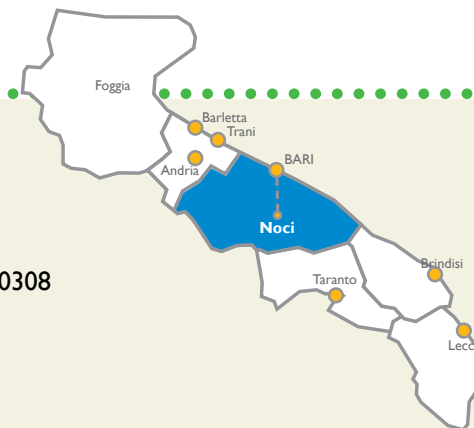 Foggia
Barletta
Trani
BARI
Andria
Noci
Brindisi
0308
Taranto
Lecc